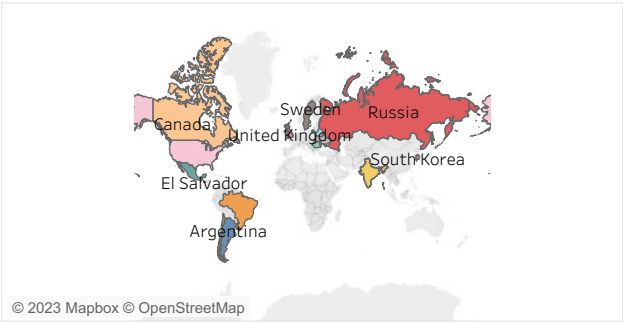 Sweden
Russia
Canada
United Kingdom
South Korea
El Salvador
Argentina
© 2023 Mapbox © OpenStreetMap